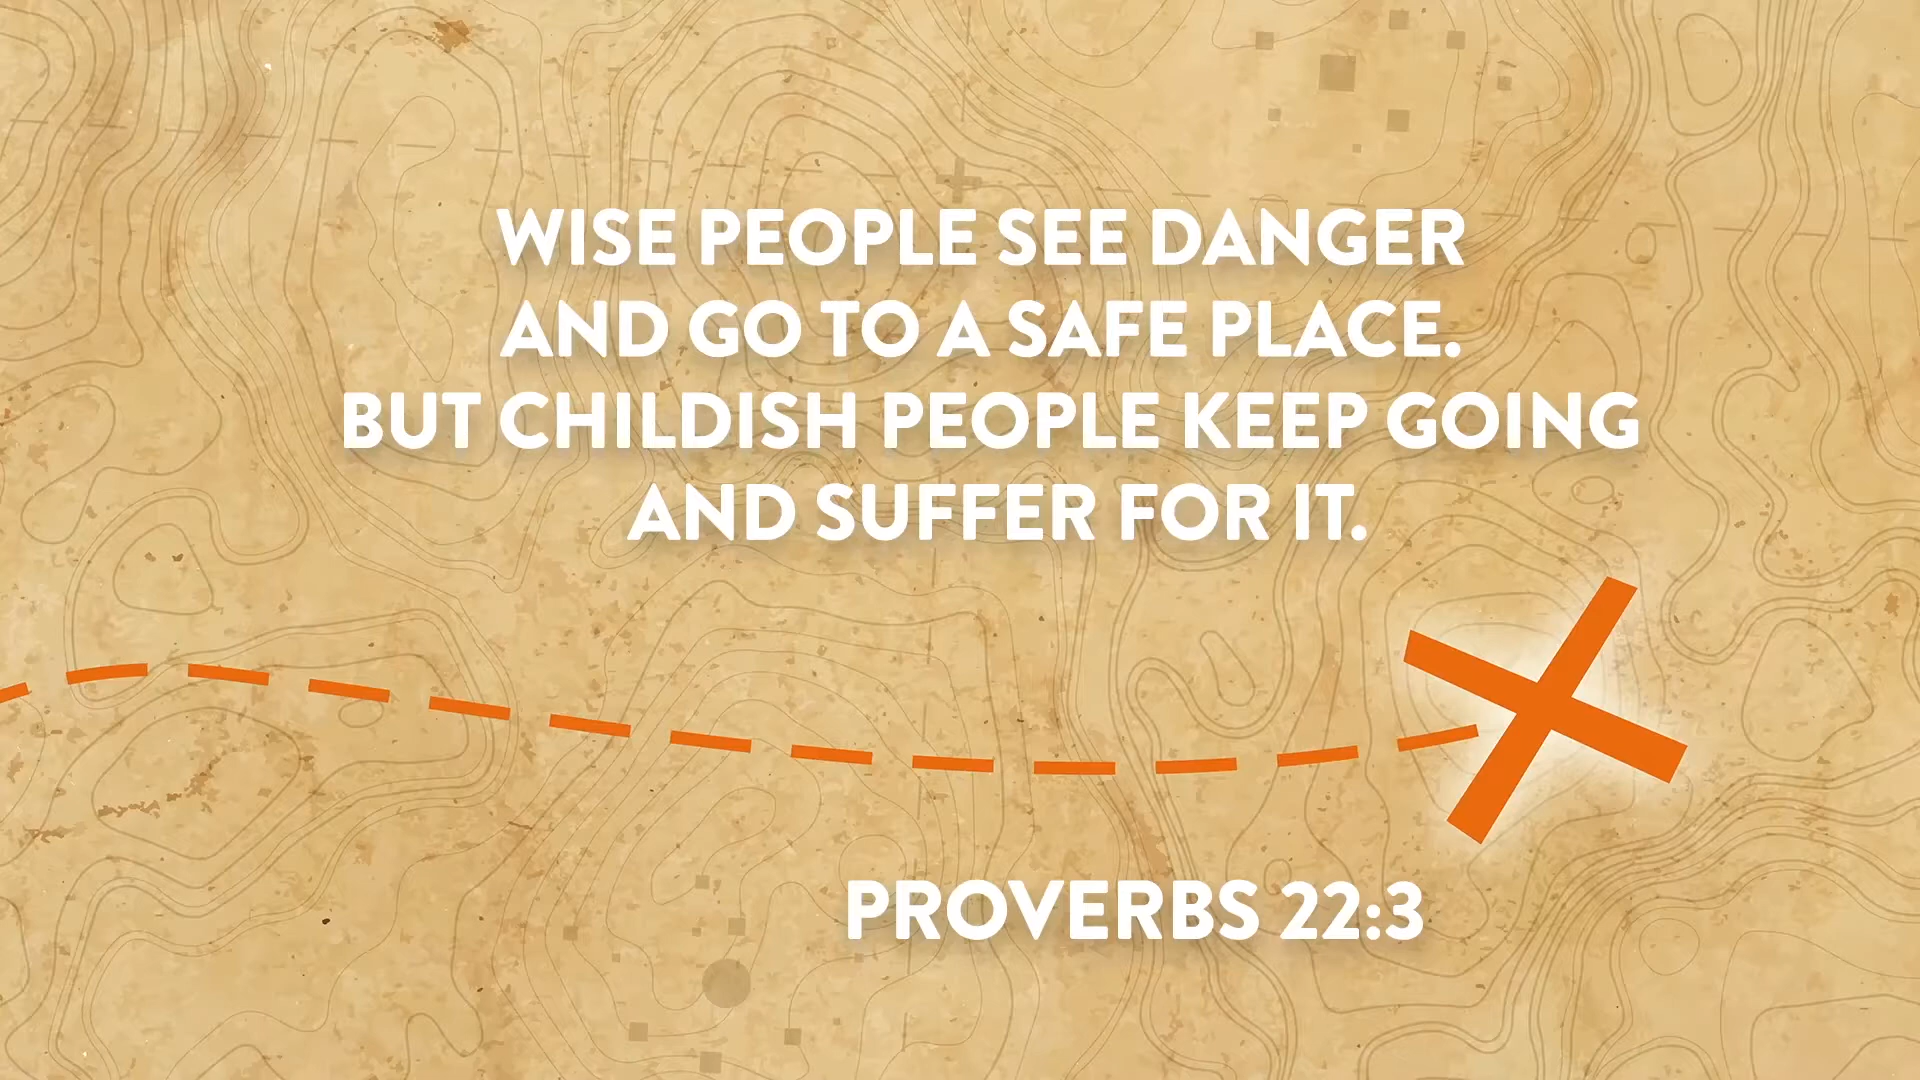 WISE PEOPLE SEE DANGER
AND GO TO A SAFE PLACE.
BUT CHILDISH PEOPLE KEEP GOING
AND SUFFER FOR IT.
PROVERBS 22:3